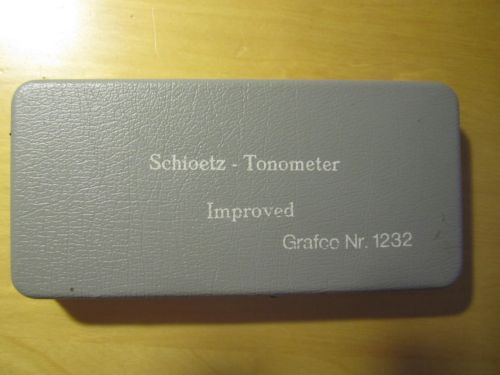 Schioetz - Tonometer
Improved
Grafco Nr. 1232